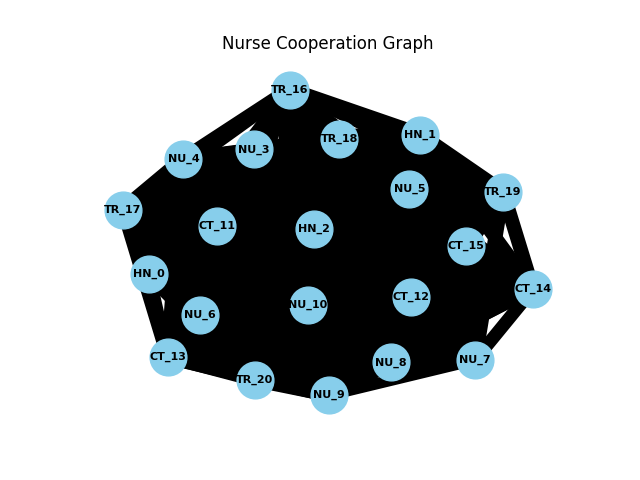 Nurse Cooperation Graph
TR_16
HN_1
TR_18
NU_3
NU_4
NU_5
TR_19
TR_17
CT_11
HN_2
CT_15
HN_0
CT_14
CT_12
NU_10
NU_6
CT_13
NU_7
NU_8
TR_20
NU_9